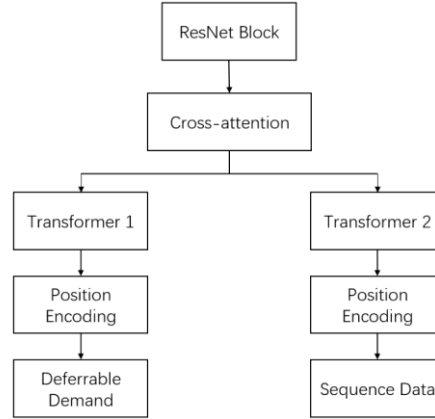 ResNet Block
Cross-attention
Transformer 1
Transformer 2
Position
Encoding
Position
Encoding
Deferrable
Demand
Sequence Data